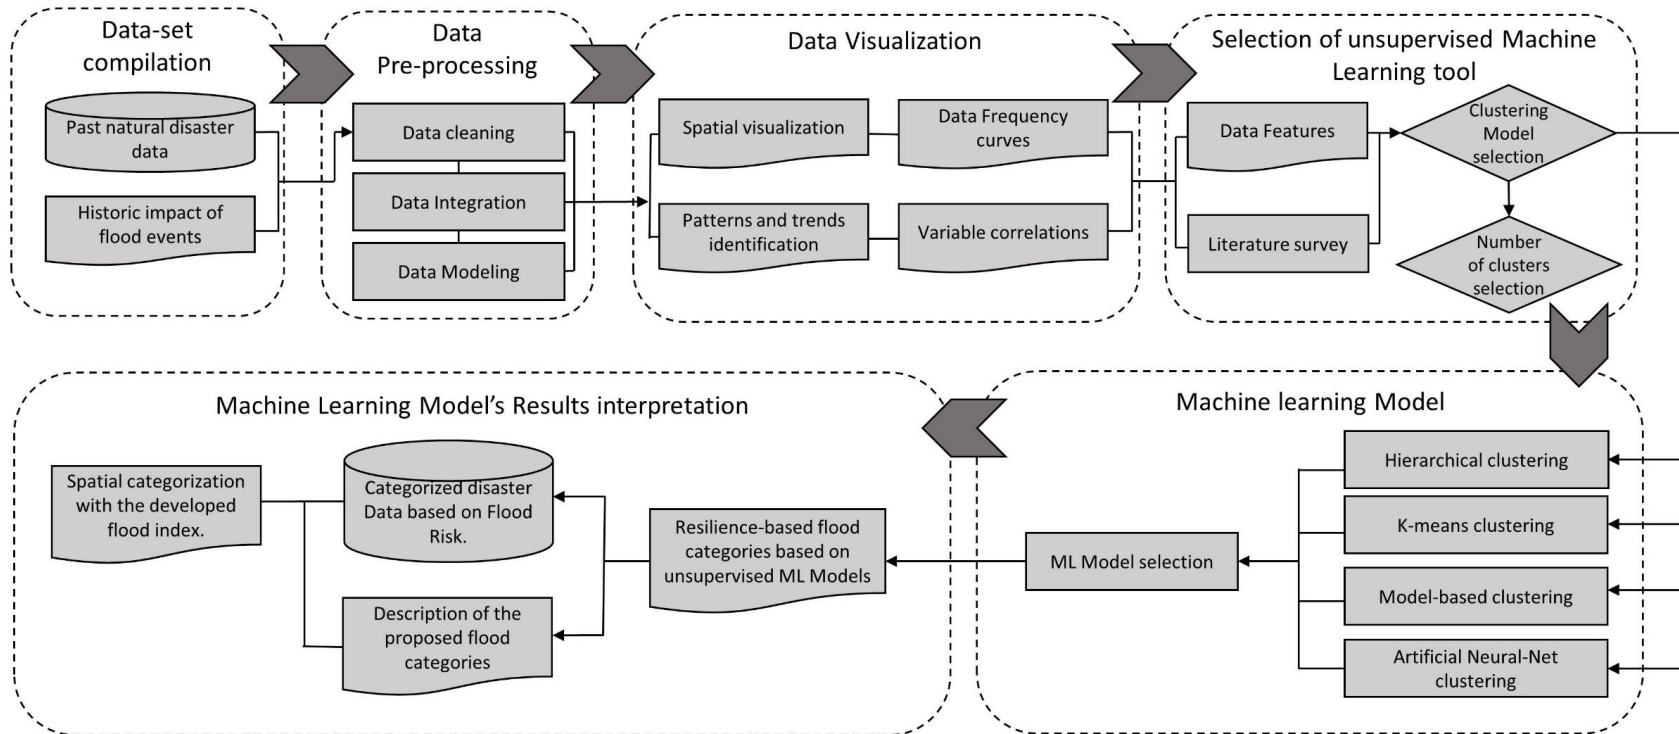 Data-set
compilation
Past natural disaster
data
Historic impact of
flood events
Data
Pre-processing
Data cleaning
Data Integration
Data Modeling
Data Visualization
Spatial visualization
Data Frequency
curves
Patterns and trends
identification
Variable correlations
Selection of unsupervised Machine
Learning tool
Data Features
Literature survey
Clustering
Model
selection
Number
of clusters
selection
Machine Learning Model's Results interpretation
Spatial categorization
with the developed
flood index.
Categorized disaster
Data based on Flood
Risk.
Description of the
proposed flood
categories
Resilience-based flood
categories based on
unsupervised ML Models
Machine learning Model
ML Model selection
Hierarchical clustering
K-means clustering
Model-based clustering
Artificial Neural-Net
clustering